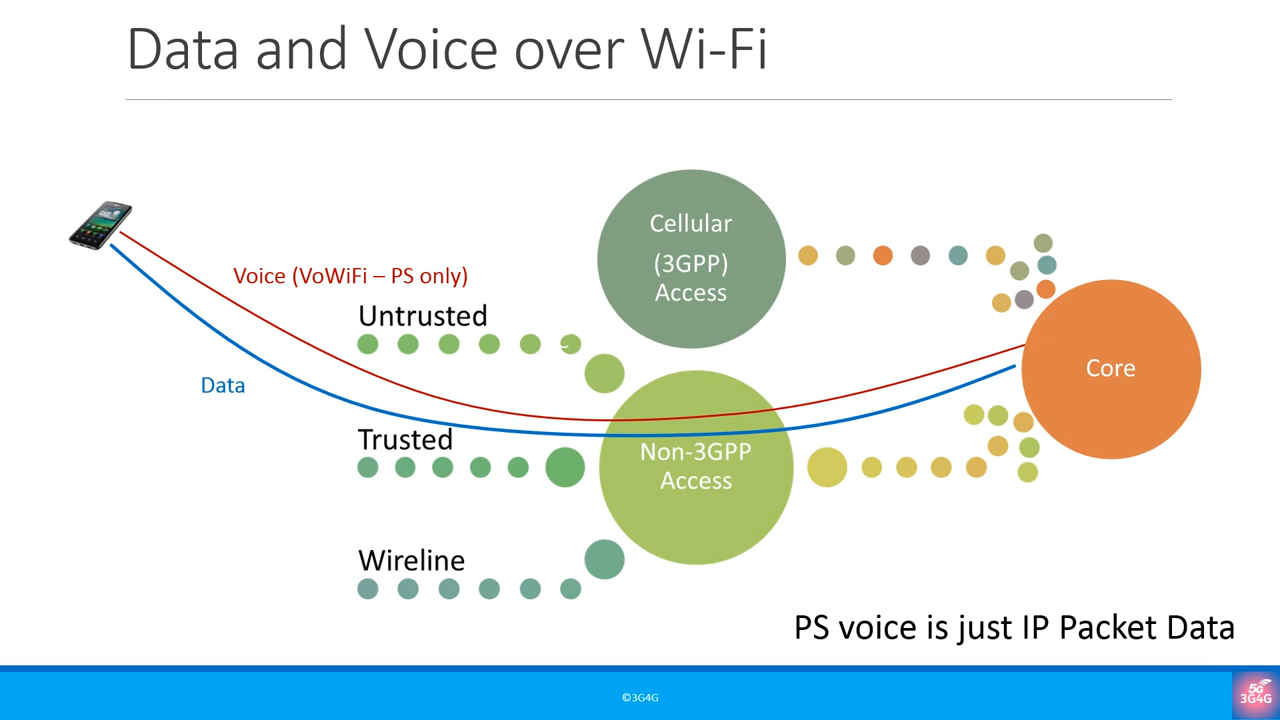 Data and Voice over Wi-Fi
Cellular
(3GPP)
Access
Voice (VoWiFi – PS only)
Untrusted
Core
Data
Trusted
Non-3GPP
Access
Wireline
PS voice is just IP Packet Data
©3G4G
5G
3G4G